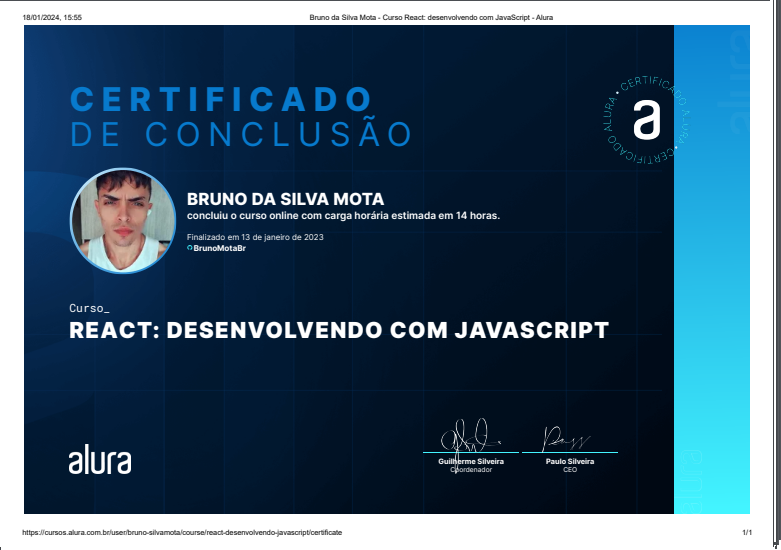 18/01/2024, 15:55
Bruno da Silva Mota - Curso React: desenvolvendo com JavaScript - Alura
CERTIFICADO
DE CONCLUSÃO
CERTIFICADO ALURA • CERTIFICADO ALURA •
a
alura
BRUNO DA SILVA MOTA
concluiu o curso online com carga horária estimada em 14 horas.
Finalizado em 13 de janeiro de 2023
BrunoMotaBr
Curso_
REACT: DESENVOLVENDO COM JAVASCRIPT
alura
Guilherme Silveira
Coordenador
Paulo Silveira
CEO
alura
https://cursos.alura.com.br/user/bruno-silvamota/course/react-desenvolvendo-javascript/certificate
1/1